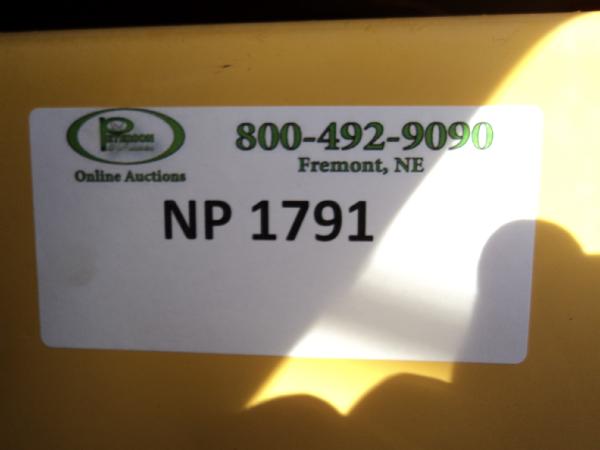 800-492-9090
Fremont, NE
Online Auctions
NP 1791